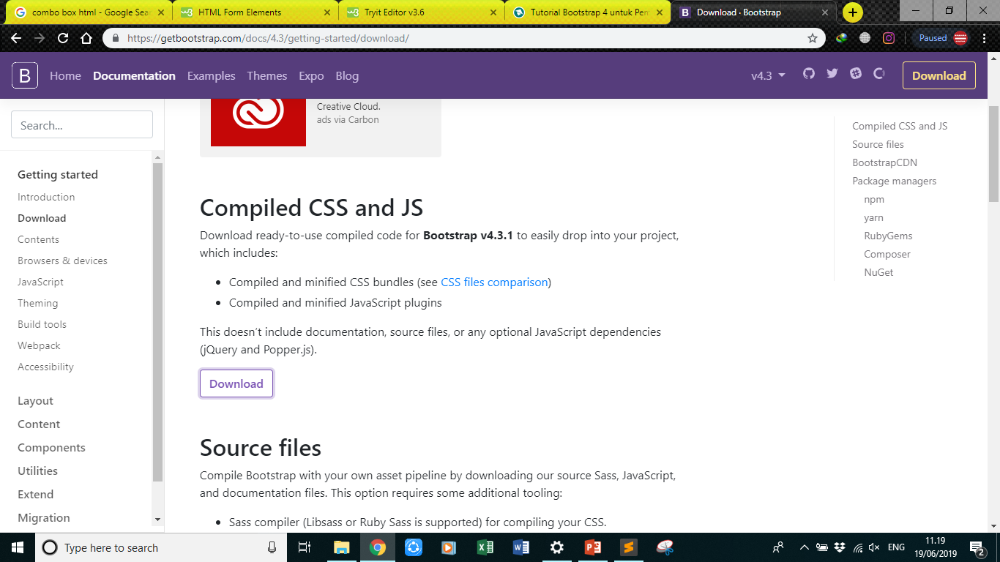 combo box html - Google Sear
HTML Form Elements
Tryit Editor v3.6
Tutorial Bootstrap 4 untuk Pem
Download · Bootstrap
https://getbootstrap.com/docs/4.3/getting-started/download/
Paused
B
Home
Documentation
Examples
Themes
Expo
Blog
v4.3
Download
Search...
Getting started
Introduction
Download
Contents
Browsers & devices
JavaScript
Theming
Build tools
Webpack
Accessibility
Layout
Content
Components
Utilities
Extend
Migration
Creative Cloud.
ads via Carbon
Compiled CSS and JS
Download ready-to-use compiled code for Bootstrap v4.3.1 to easily drop into your project,
which includes:
• Compiled and minified CSS bundles (see CSS files comparison)
• Compiled and minified JavaScript plugins
This doesn’t include documentation, source files, or any optional JavaScript dependencies
(jQuery and Popper.js).
Download
Source files
Compile Bootstrap with your own asset pipeline by downloading our source Sass, JavaScript,
and documentation files. This option requires some additional tooling:
• Sass compiler (Libsass or Ruby Sass is supported) for compiling your CSS.
Compiled CSS and JS
Source files
BootstrapCDN
Package managers
npm
yarn
RubyGems
Composer
NuGet
Type here to search
ENG
11.19
19/06/2019
2